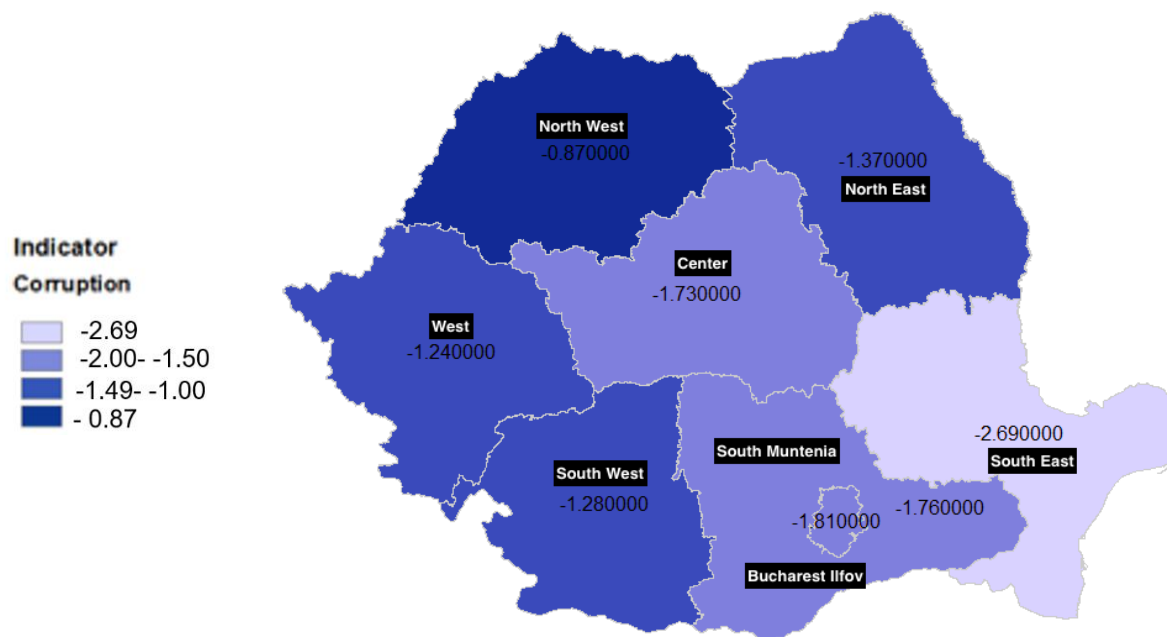 North West
-0.870000
-1.370000
North East
Indicator
Corruption
-2.69
-2.00- -1.50
-1.49- -1.00
- 0.87
Center
-1.730000
West
-1.240000
South Muntenia
-2.690000
South East
South West
-1.280000
-1.810000
-1.760000
Bucharest Ilfov